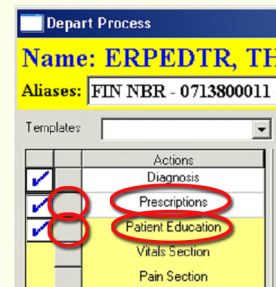 Depart Process
Name: ERPEDTR, TH
Aliases: FIN NBR - 0713800011
Templates
Actions
Diagnosis
Prescriptions
Patient Education
Vitals Section
Pain Section